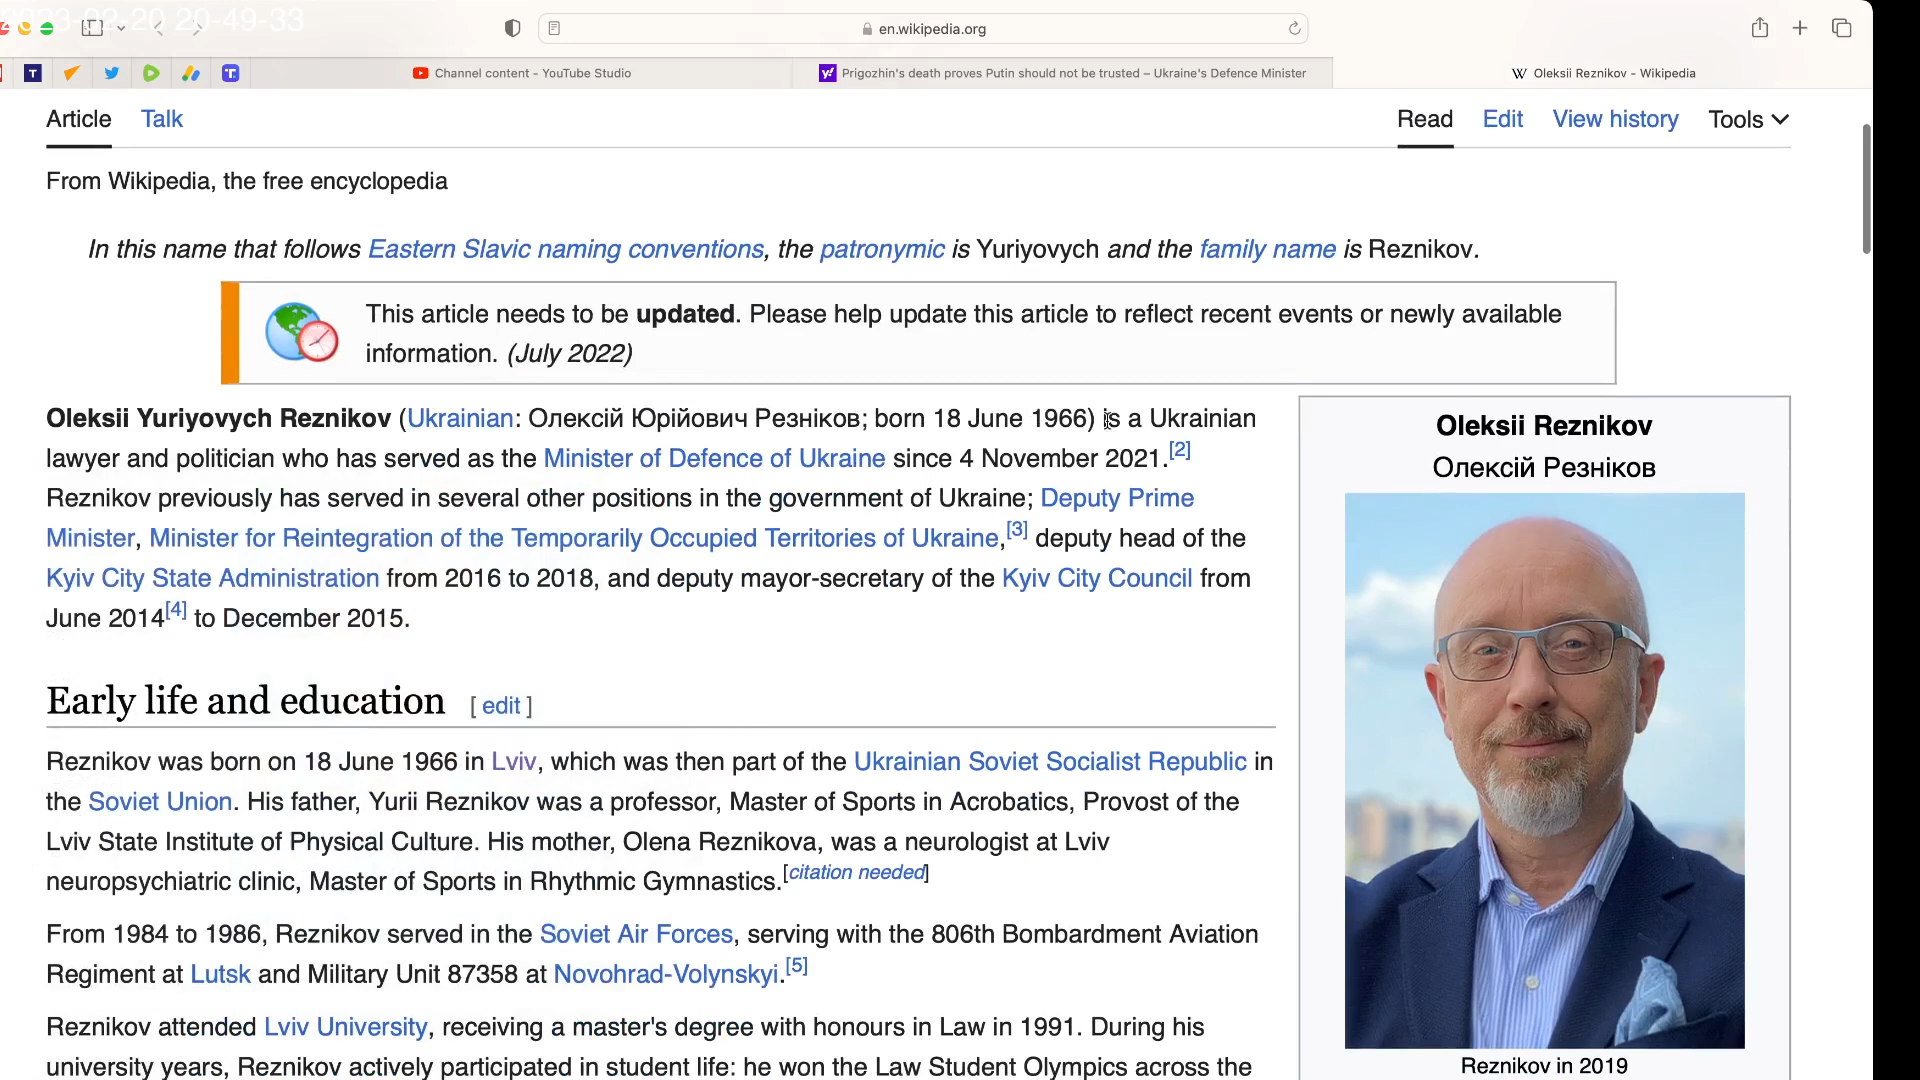 2023-02-20 20-49-33
en.wikipedia.org
T
T
Channel content - YouTube Studio
Prigozhin's death proves Putin should not be trusted – Ukraine's Defence Minister
W Oleksii Reznikov - Wikipedia
Article Talk
Read Edit View history Tools
From Wikipedia, the free encyclopedia
In this name that follows Eastern Slavic naming conventions, the patronymic is Yuriyovych and the family name is Reznikov.
This article needs to be updated. Please help update this article to reflect recent events or newly available
information. (July 2022)
Oleksii Yuriyovych Reznikov (Ukrainian: Олексій Юрійович Резніков; born 18 June 1966) is a Ukrainian
lawyer and politician who has served as the Minister of Defence of Ukraine since 4 November 2021.[2]
Reznikov previously has served in several other positions in the government of Ukraine; Deputy Prime
Minister, Minister for Reintegration of the Temporarily Occupied Territories of Ukraine,[3] deputy head of the
Kyiv City State Administration from 2016 to 2018, and deputy mayor-secretary of the Kyiv City Council from
June 2014[4] to December 2015.
Early life and education [ edit ]
Reznikov was born on 18 June 1966 in Lviv, which was then part of the Ukrainian Soviet Socialist Republic in
the Soviet Union. His father, Yurii Reznikov was a professor, Master of Sports in Acrobatics, Provost of the
Lviv State Institute of Physical Culture. His mother, Olena Reznikova, was a neurologist at Lviv
neuropsychiatric clinic, Master of Sports in Rhythmic Gymnastics.[citation needed]
From 1984 to 1986, Reznikov served in the Soviet Air Forces, serving with the 806th Bombardment Aviation
Regiment at Lutsk and Military Unit 87358 at Novohrad-Volynskyi.[5]
Reznikov attended Lviv University, receiving a master's degree with honours in Law in 1991. During his
university years, Reznikov actively participated in student life: he won the Law Student Olympics across the
Oleksii Reznikov
Олексій Резніков
Reznikov in 2019